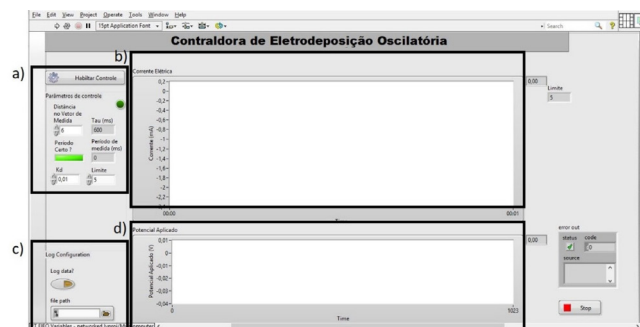 File Edit View Project Operate Tools Window Help
15pt Application Font
Search
Contraldora de Eletrodeposição Oscilatória
a)
Habiltar Controle
Parâmetros de controle
Distância
no Vetor de
Medida
Tau (ms)
6
600
Periodo
Certo ?
Período de
medida (ms)
0
Kd
Limite
0,01
5
b)
Corrente Elétrica
0,00
Limite
5
Corrente (mA)
0,2
0
-0,2
-0,4
-0,6
-0,8
-1
-1,2
-1,4
-1,6
-1,8
-2
00:00
00:01
c)
Log Configuration
Log data?
file path
d)
Potencial Aplicado
0,00
Potencial Aplicado (V)
0,01
0
-0,01
-0,02
-0,03
-0,04
0
1023
Time
error out
status
code
0
source
Stop